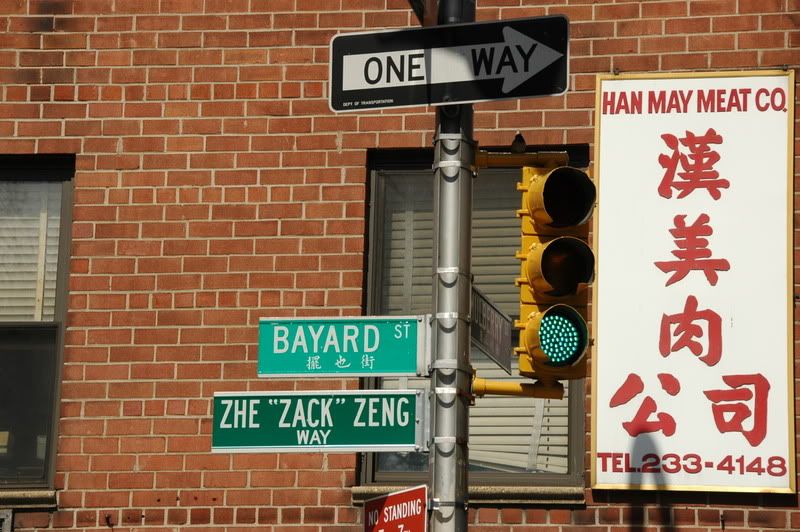 ONE WAY
DEPT OF TRANSPORTATION
HAN MAY MEAT CO.
漢
美
肉
公司
TEL.233-4148
BAYARD ST
擺也街
ZHE "ZACK" ZENG
WAY
NO STANDING